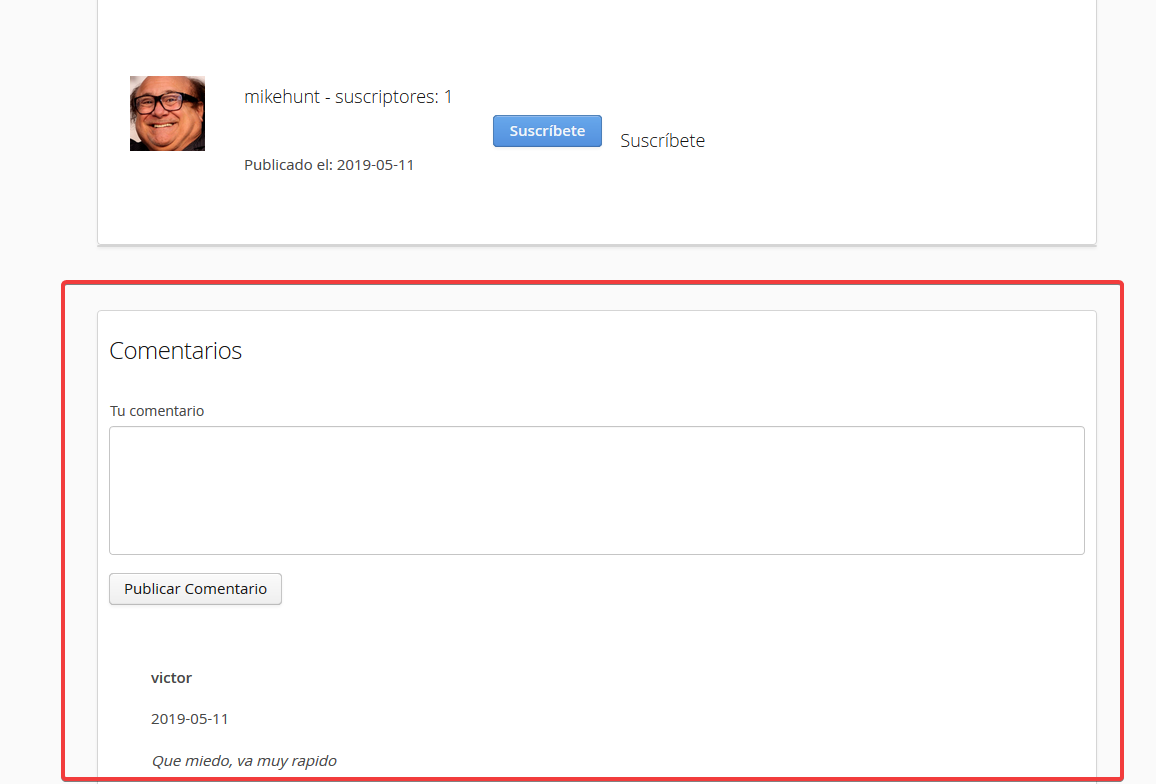 mikehunt - suscriptores: 1
Suscríbete
Suscríbete
Publicado el: 2019-05-11
Comentarios
Tu comentario
Publicar Comentario
victor
2019-05-11
Que miedo, va muy rapido